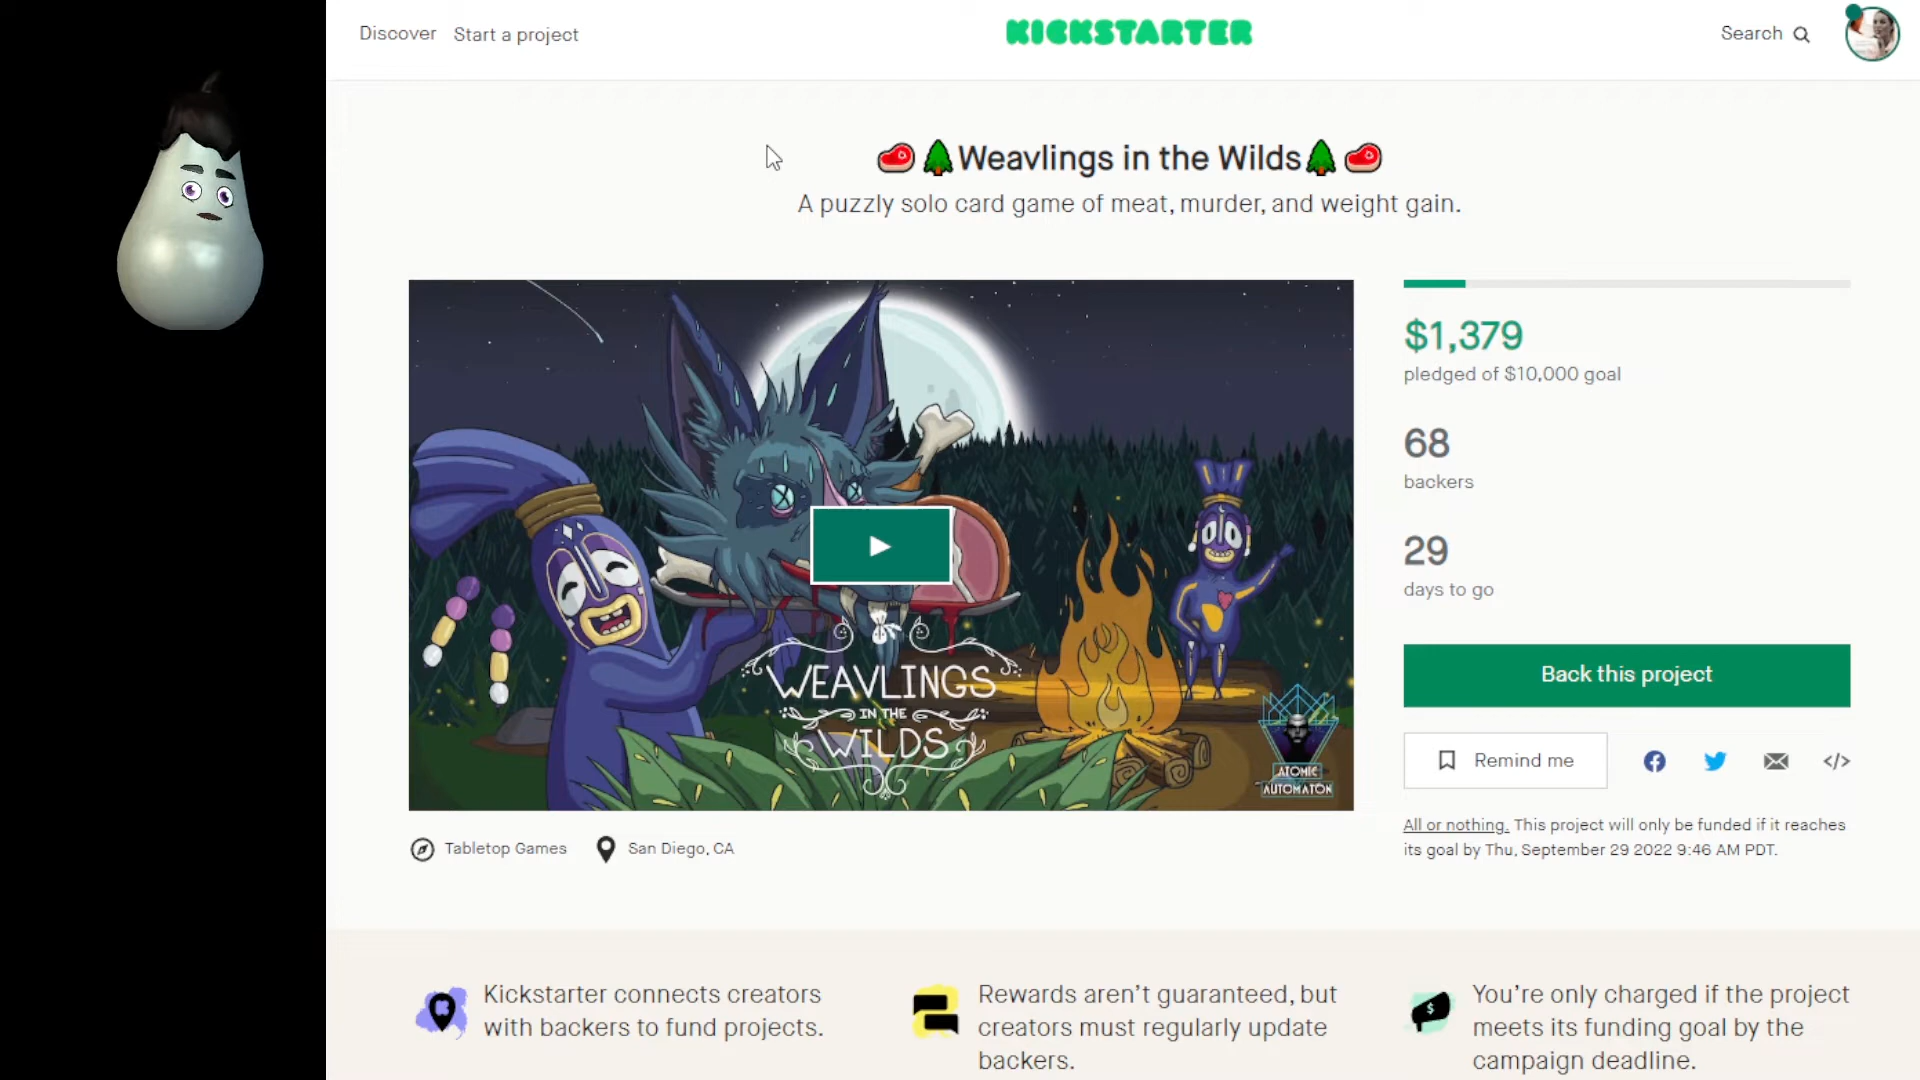 Discover
Start a project
KICKSTARTER
Search
Weavlings in the Wilds
A puzzly solo card game of meat, murder, and weight gain.
WEAVLINGS
IN THE
WILDS
ATOMIC
AUTOMATON
$1,379
pledged of $10,000 goal
68
backers
29
days to go
Back this project
Remind me
All or nothing. This project will only be funded if it reaches
its goal by Thu, September 29 2022 9:46 AM PDT.
Tabletop Games
San Diego, CA
Kickstarter connects creators
with backers to fund projects.
Rewards aren't guaranteed, but
creators must regularly update
backers.
You're only charged if the project
meets its funding goal by the
campaign deadline.